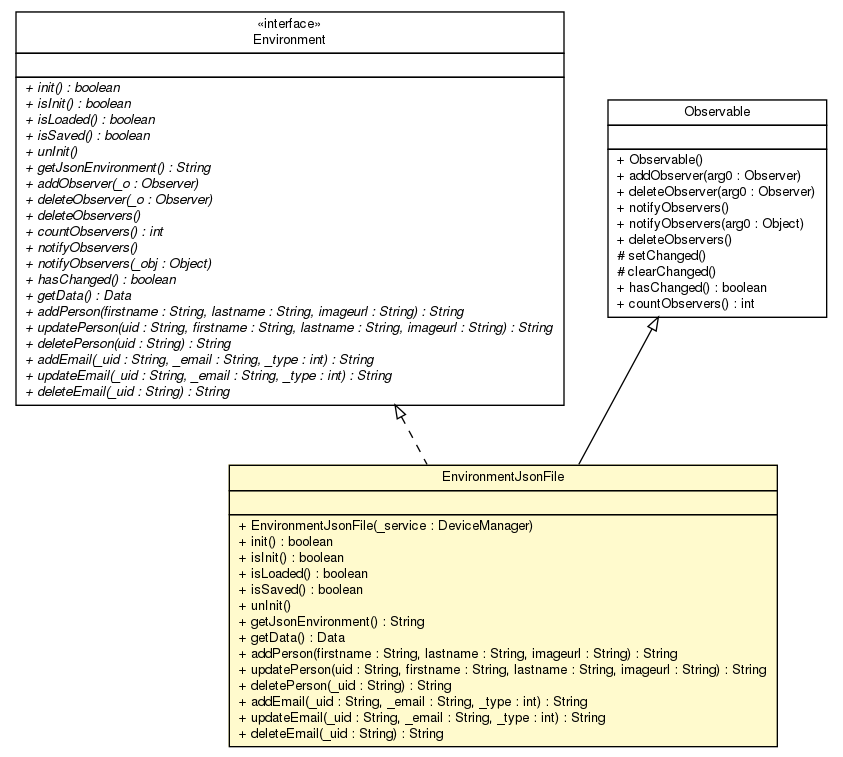 «interface»
Environment
+ init() : boolean
+ isInit() : boolean
+ isLoaded() : boolean
+ isSaved() : boolean
+ unInit()
+ getJsonEnvironment() : String
+ addObserver(_o : Observer)
+ deleteObserver(_o : Observer)
+ deleteObservers()
+ countObservers() : int
+ notifyObservers()
+ notifyObservers(_obj : Object)
+ hasChanged() : boolean
+ getData() : Data
+ addPerson(firstname : String, lastname : String, imageurl : String) : String
+ updatePerson(uid : String, firstname : String, lastname : String, imageurl : String) : String
+ deletePerson(uid : String) : String
+ addEmail(_uid : String, _email : String, _type : int) : String
+ updateEmail(_uid : String, _email : String, _type : int) : String
+ deleteEmail(_uid : String) : String
Observable
+ Observable()
+ addObserver(arg0 : Observer)
+ deleteObserver(arg0 : Observer)
+ notifyObservers()
+ notifyObservers(arg0 : Object)
+ deleteObservers()
# setChanged()
# clearChanged()
+ hasChanged() : boolean
+ countObservers() : int
EnvironmentJsonFile
+ EnvironmentJsonFile(_service : DeviceManager)
+ init() : boolean
+ isInit() : boolean
+ isLoaded() : boolean
+ isSaved() : boolean
+ unInit()
+ getJsonEnvironment() : String
+ getData() : Data
+ addPerson(firstname : String, lastname : String, imageurl : String) : String
+ updatePerson(uid : String, firstname : String, lastname : String, imageurl : String) : String
+ deletePerson(_uid : String) : String
+ addEmail(_uid : String, _email : String, _type : int) : String
+ updateEmail(_uid : String, _email : String, _type : int) : String
+ deleteEmail(_uid : String) : String